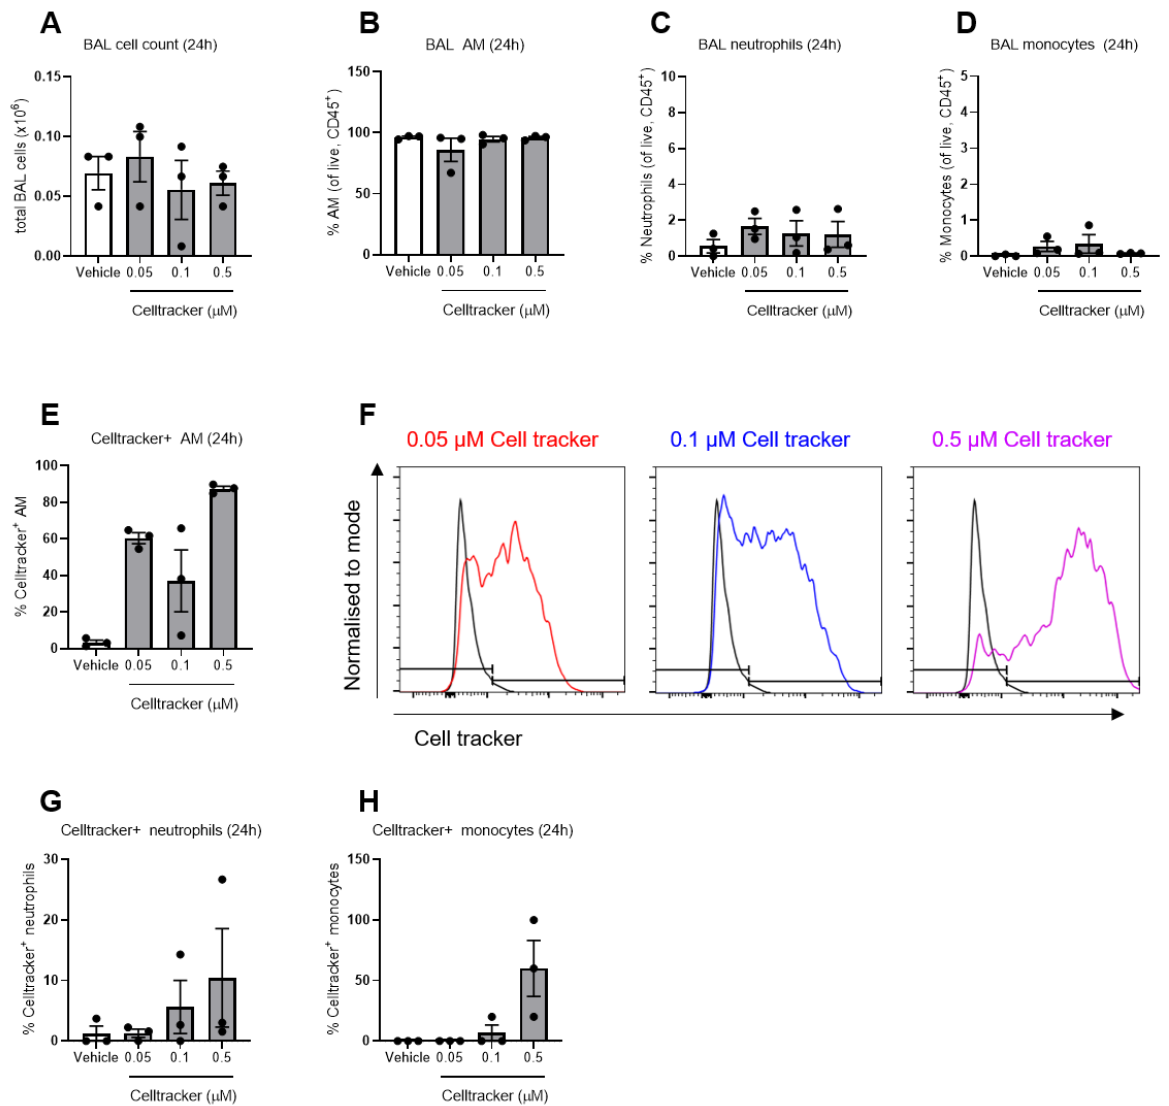 A
BAL cell count (24h)
total BAL cells (x10⁶)
0.15
0.10
0.05
0.00
Vehicle 0.05 0.1 0.5
Celltracker (μM)
B
BAL AM (24h)
% AM (of live, CD45⁺)
150
100
50
0
Vehicle 0.05 0.1 0.5
Celltracker (μM)
C
BAL neutrophils (24h)
% Neutrophils (of live, CD45⁺)
10
8
6
4
2
0
Vehicle 0.05 0.1 0.5
Celltracker (μM)
D
BAL monocytes (24h)
% Monocytes (of live, CD45⁺)
5
4
3
2
1
0
Vehicle 0.05 0.1 0.5
Celltracker (μM)
E
Celltracker+ AM (24h)
% Celltracker⁺ AM
100
80
60
40
20
0
Vehicle 0.05 0.1 0.5
Celltracker (μM)
F
0.05 μM Cell tracker
0.1 μM Cell tracker
0.5 μM Cell tracker
Normalised to mode
Cell tracker
G
Celltracker+ neutrophils (24h)
% Celltracker⁺ neutrophils
30
20
10
0
Vehicle 0.05 0.1 0.5
Celltracker (μM)
H
Celltracker+ monocytes (24h)
% Celltracker⁺ monocytes
150
100
50
0
Vehicle 0.05 0.1 0.5
Celltracker (μM)